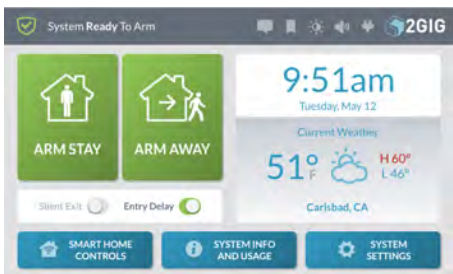 System Ready To Arm
2GIG
ARM STAY
ARM AWAY
Silent Exit
Entry Delay
9:51am
Tuesday, May 12
Current Weather
51°F
H 60°
L 46°
Carlsbad, CA
SMART HOME
CONTROLS
SYSTEM INFO
AND USAGE
SYSTEM
SETTINGS